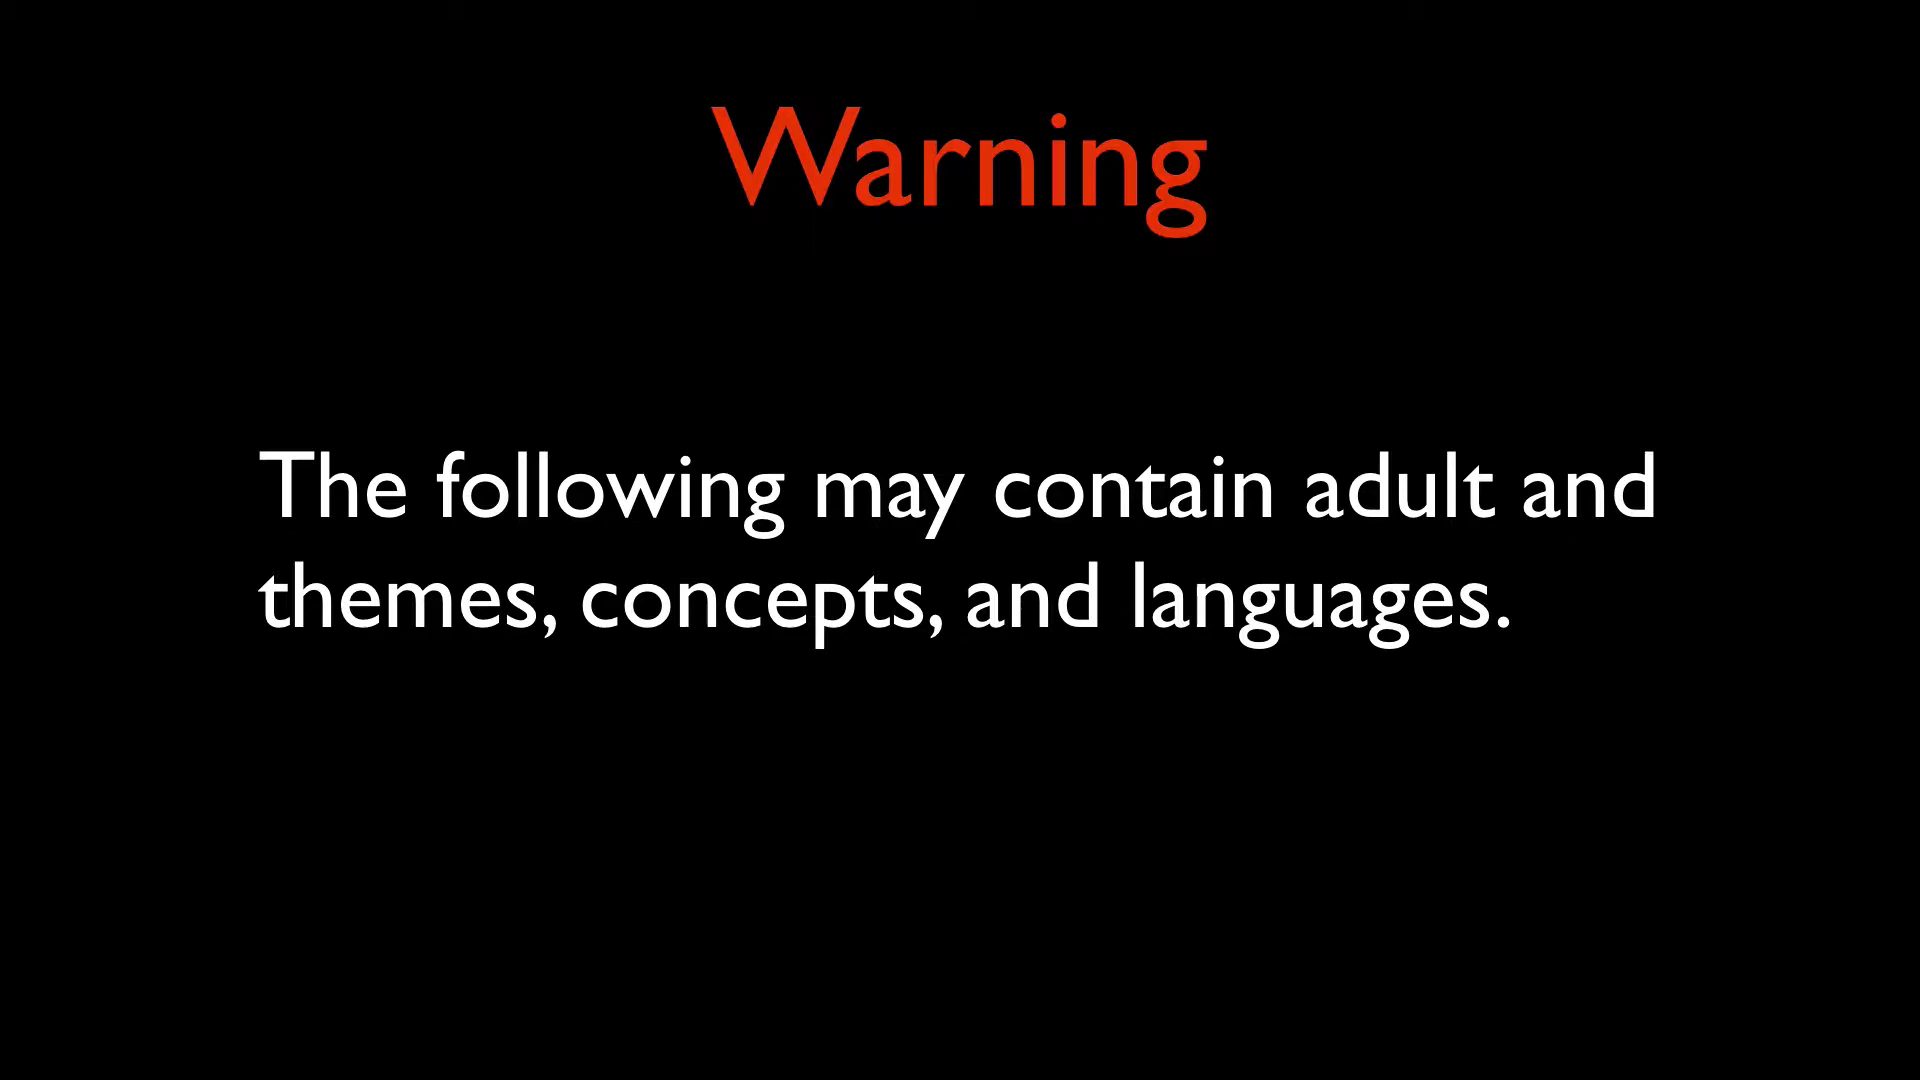 Warning
The following may contain adult and
themes, concepts, and languages.